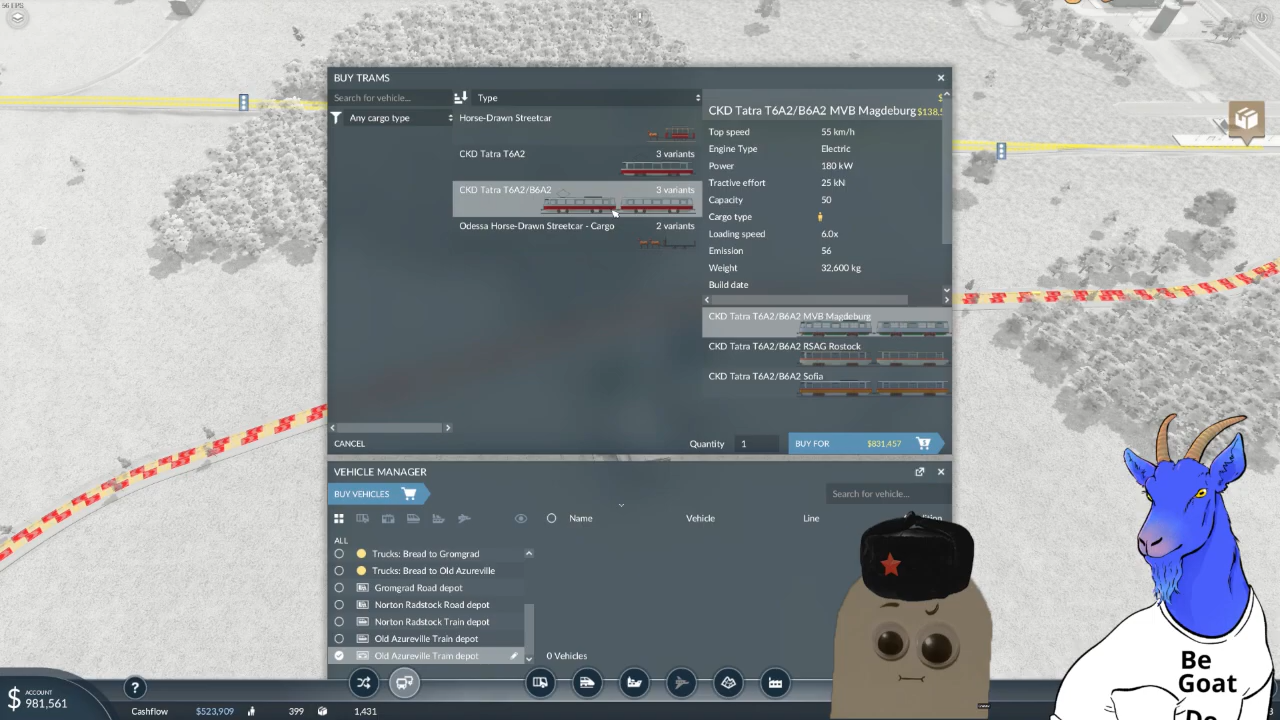 56 FPS
BUY TRAMS
Search for vehicle...
Type
Any cargo type
Horse-Drawn Streetcar
CKD Tatra T6A2
3 variants
CKD Tatra T6A2/B6A2
3 variants
Odessa Horse-Drawn Streetcar - Cargo
2 variants
CKD Tatra T6A2/B6A2 MVB Magdeburg
Top speed 55 km/h
Engine Type Electric
Power 180 kW
Tractive effort 25 kN
Capacity 50
Cargo type
Loading speed 6.0x
Emission 56
Weight 32,600 kg
Build date
CKD Tatra T6A2/B6A2 MVB Magdeburg
CKD Tatra T6A2/B6A2 RSAG Rostock
CKD Tatra T6A2/B6A2 Sofia
CANCEL
Quantity 1
BUY FOR $831,457
VEHICLE MANAGER
BUY VEHICLES
Search for vehicle...
Name
Vehicle
Line
ALL
Trucks: Bread to Gromgrad
Trucks: Bread to Old Azureville
Gromgrad Road depot
Norton Radstock Road depot
Norton Radstock Train depot
Old Azureville Train depot
Old Azureville Tram depot
0 Vehicles
$ ACCOUNT
981,561
?
Cashflow $523,909
399
1,431
Be
Goat
Do